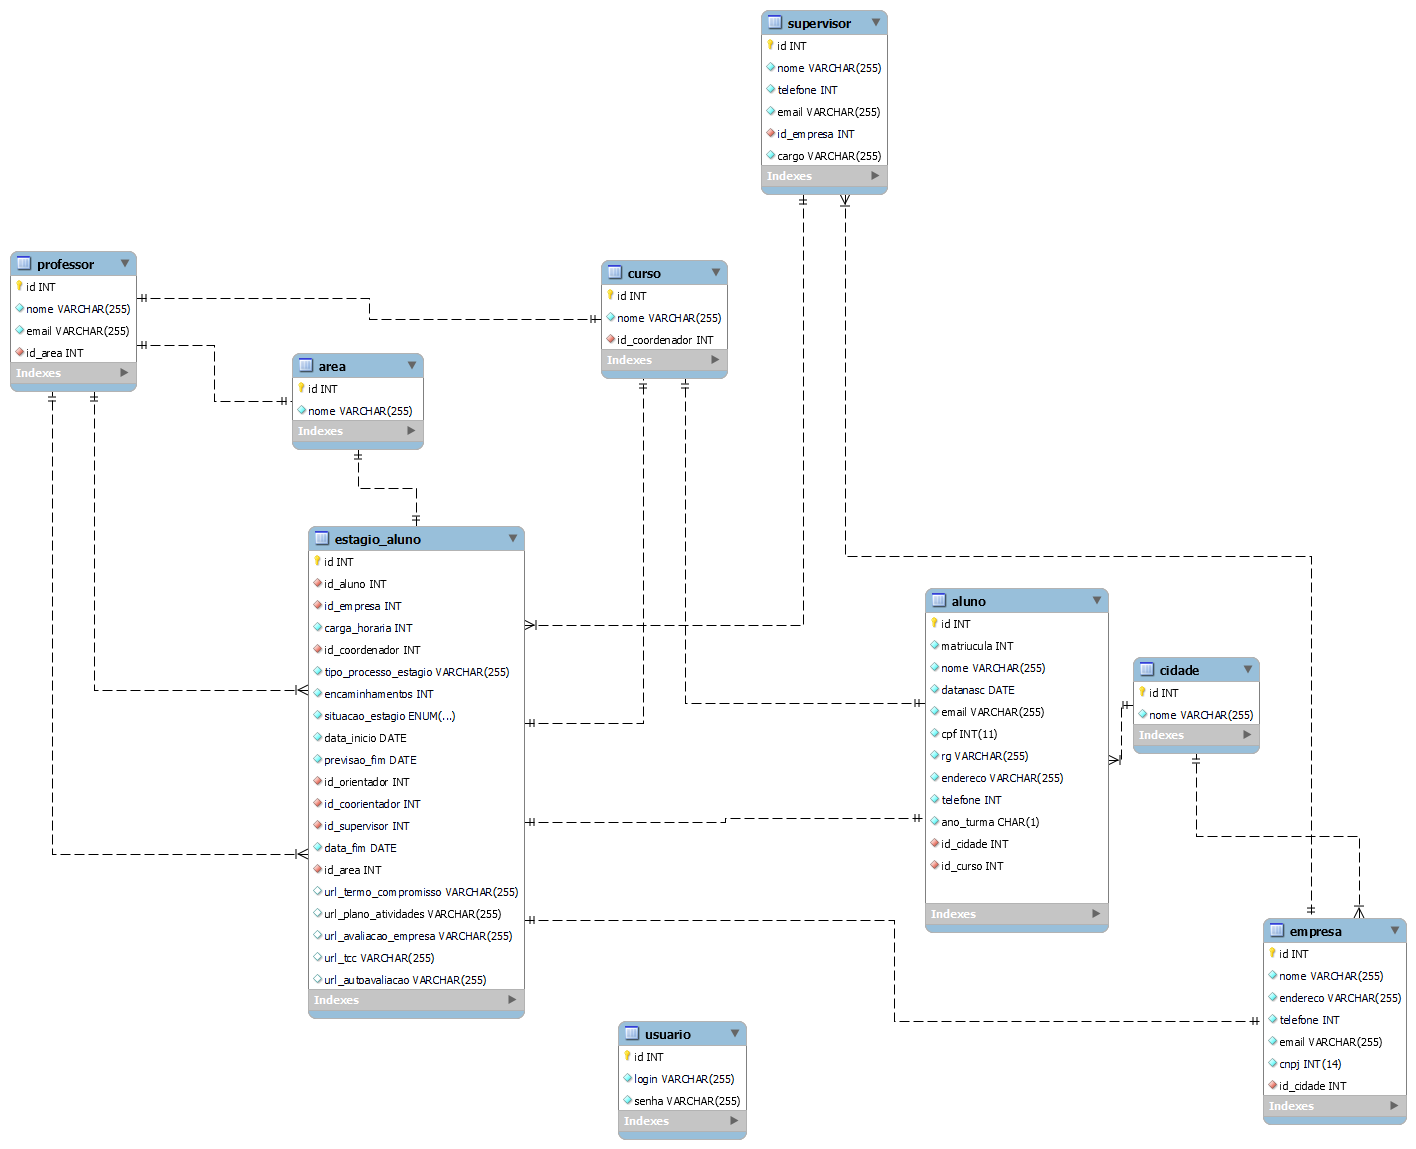 supervisor
id INT
nome VARCHAR(255)
telefone INT
email VARCHAR(255)
id_empresa INT
cargo VARCHAR(255)
Indexes
professor
id INT
nome VARCHAR(255)
email VARCHAR(255)
id_area INT
Indexes
curso
id INT
nome VARCHAR(255)
id_coordenador INT
Indexes
area
id INT
nome VARCHAR(255)
Indexes
estagio_aluno
id INT
id_aluno INT
id_empresa INT
carga_horaria INT
id_coordenador INT
tipo_processo_estagio VARCHAR(255)
encaminhamentos INT
situacao_estagio ENUM(...)
data_inicio DATE
previsao_fim DATE
id_orientador INT
id_coorientador INT
id_supervisor INT
data_fim DATE
id_area INT
url_termo_compromisso VARCHAR(255)
url_plano_atividades VARCHAR(255)
url_avaliacao_empresa VARCHAR(255)
url_tcc VARCHAR(255)
url_autoavaliacao VARCHAR(255)
Indexes
aluno
id INT
matriucula INT
nome VARCHAR(255)
datanasc DATE
email VARCHAR(255)
cpf INT(11)
rg VARCHAR(255)
endereco VARCHAR(255)
telefone INT
ano_turma CHAR(1)
id_cidade INT
id_curso INT
Indexes
cidade
id INT
nome VARCHAR(255)
Indexes
empresa
id INT
nome VARCHAR(255)
endereco VARCHAR(255)
telefone INT
email VARCHAR(255)
cnpj INT(14)
id_cidade INT
Indexes
usuario
id INT
login VARCHAR(255)
senha VARCHAR(255)
Indexes